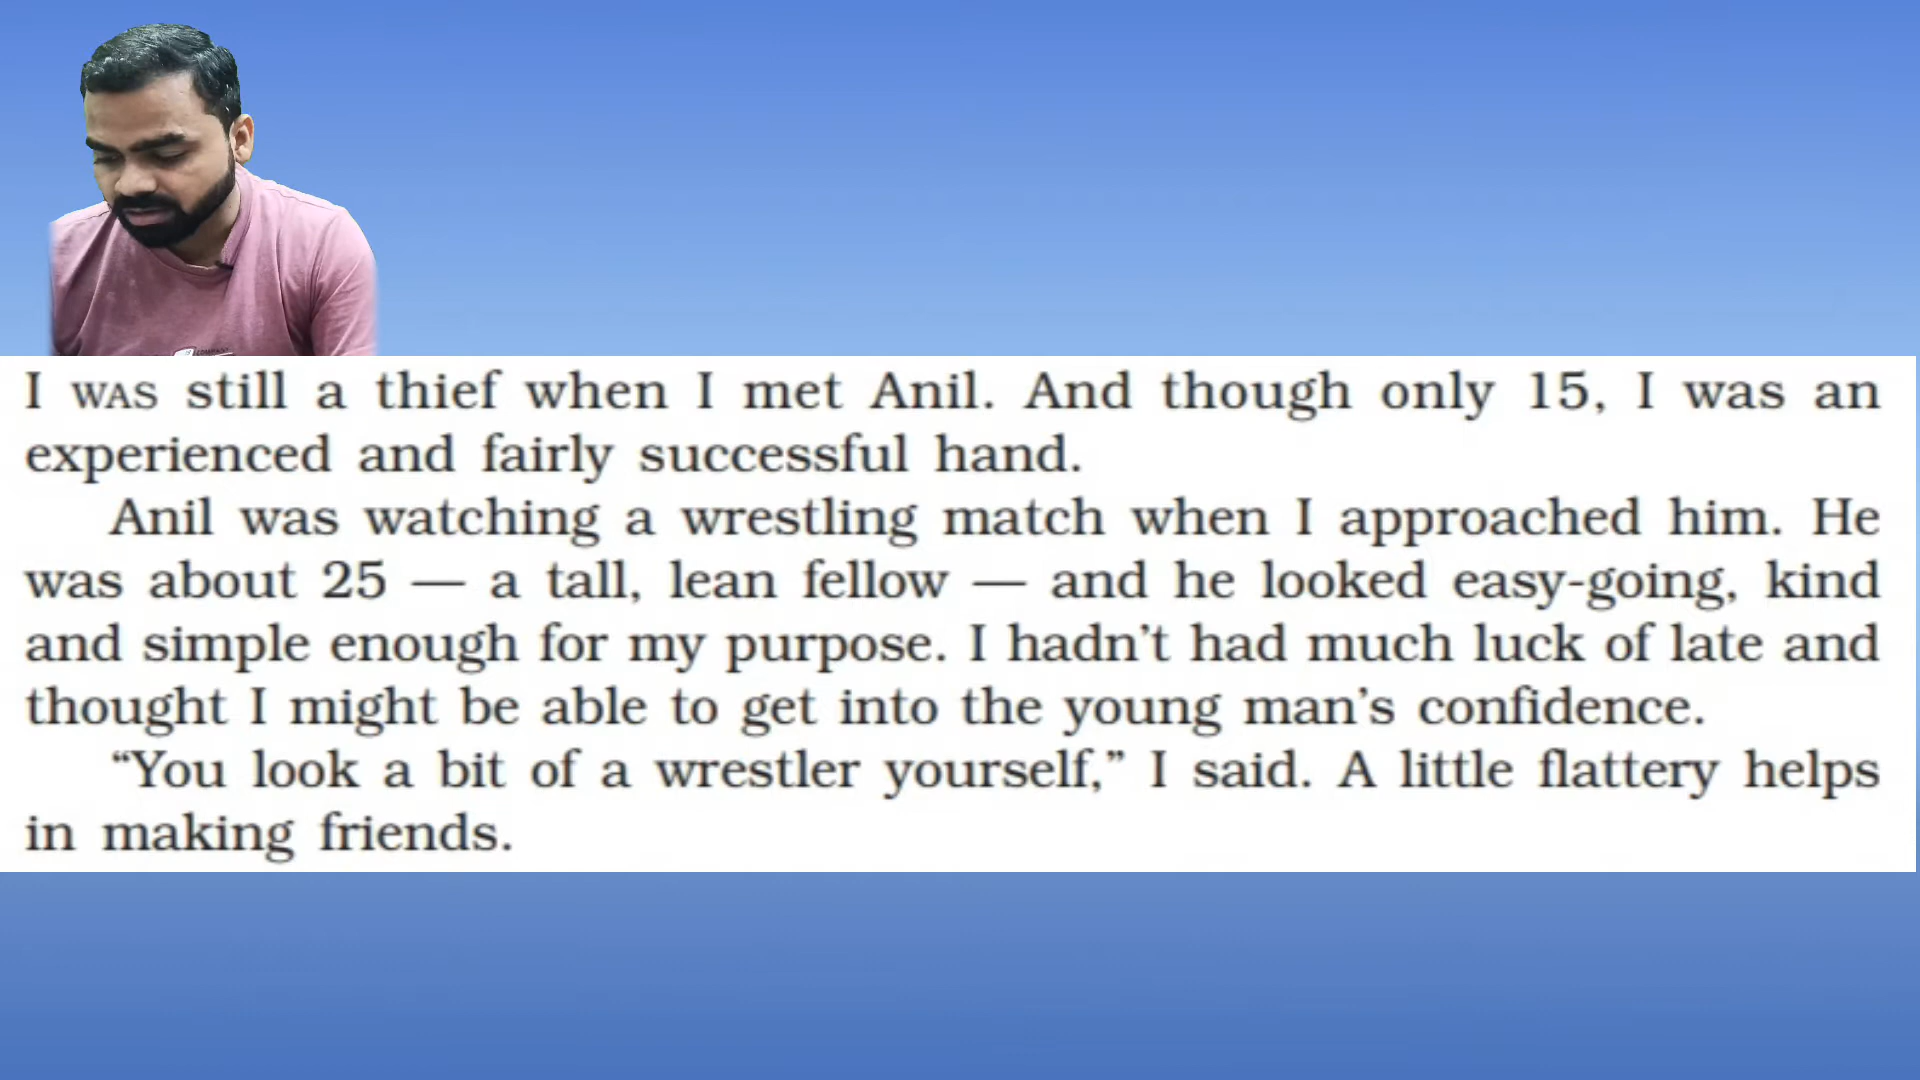 I WAS still a thief when I met Anil. And though only 15, I was an
experienced and fairly successful hand.
Anil was watching a wrestling match when I approached him. He
was about 25 — a tall, lean fellow — and he looked easy-going, kind
and simple enough for my purpose. I hadn’t had much luck of late and
thought I might be able to get into the young man’s confidence.
“You look a bit of a wrestler yourself,” I said. A little flattery helps
in making friends.